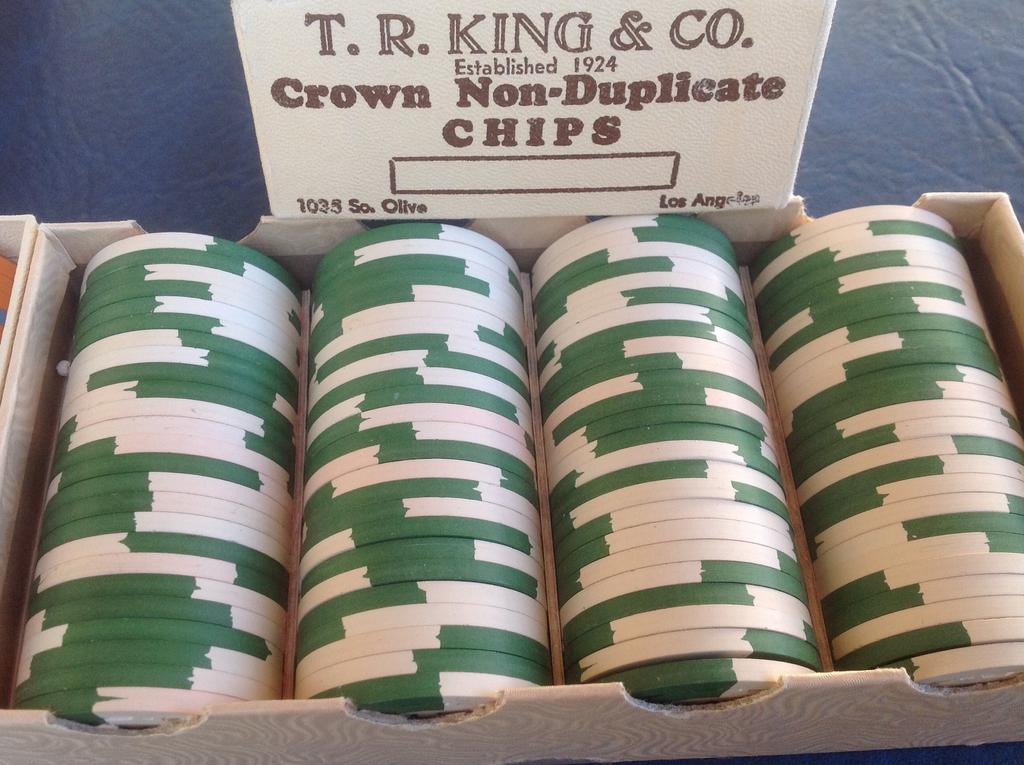 T. R. KING & CO.
Established 1924
Crown Non-Duplicate
CHIPS
1035 So. Olive Los Angeles